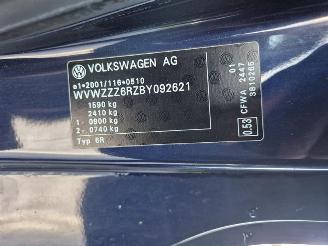 VOLKSWAGEN AG
e1*2001/116*0510
WVWZZZ6RZBY092621
1590 kg
2410 kg
1 - 0900 kg
2 - 0740 kg
Typ 6R
01
CFWA 2447
3810265
0.53